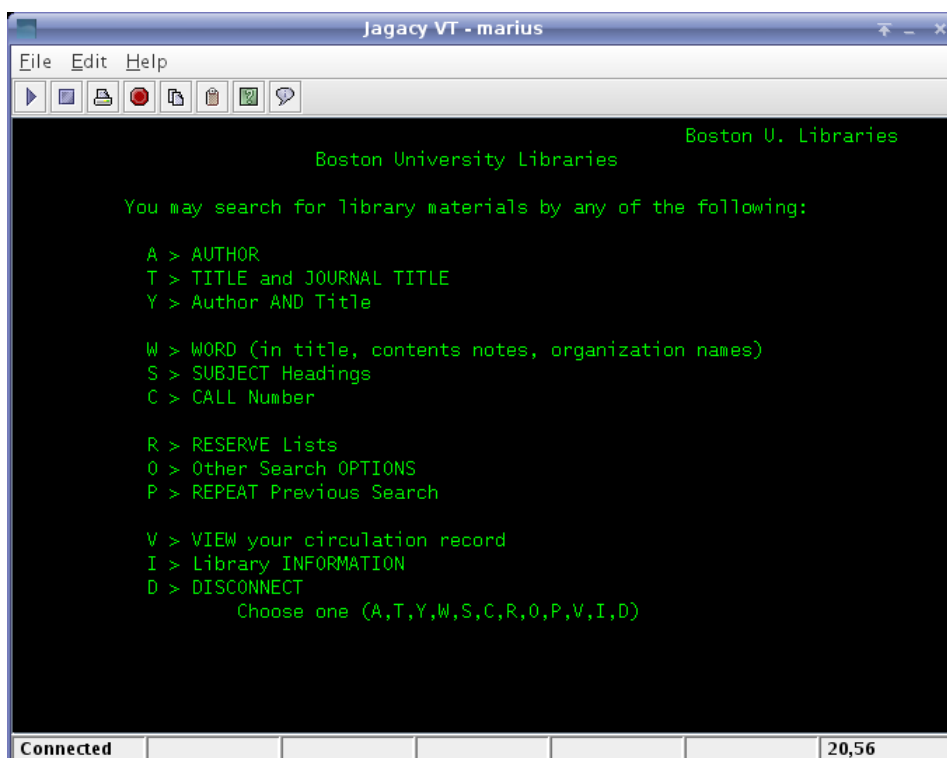 Jagacy VT - marius
File Edit Help
Boston U. Libraries
Boston University Libraries
You may search for library materials by any of the following:
A > AUTHOR
T > TITLE and JOURNAL TITLE
Y > Author AND Title
W > WORD (in title, contents notes, organization names)
S > SUBJECT Headings
C > CALL Number
R > RESERVE Lists
O > Other Search OPTIONS
P > REPEAT Previous Search
V > VIEW your circulation record
I > Library INFORMATION
D > DISCONNECT
Choose one (A,T,Y,W,S,C,R,O,P,V,I,D)
Connected 20,56